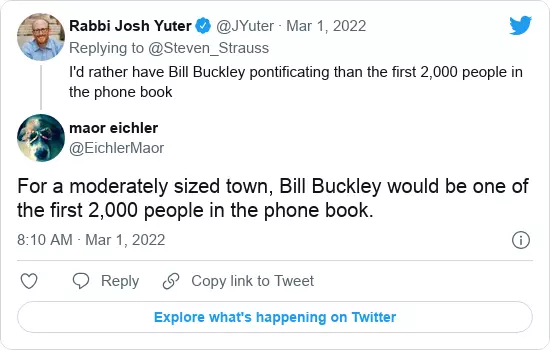 Rabbi Josh Yuter @JYuter · Mar 1, 2022
Replying to @Steven_Strauss
I'd rather have Bill Buckley pontificating than the first 2,000 people in
the phone book
maor eichler
@EichlerMaor
For a moderately sized town, Bill Buckley would be one of
the first 2,000 people in the phone book.
8:10 AM · Mar 1, 2022
Reply Copy link to Tweet
Explore what's happening on Twitter